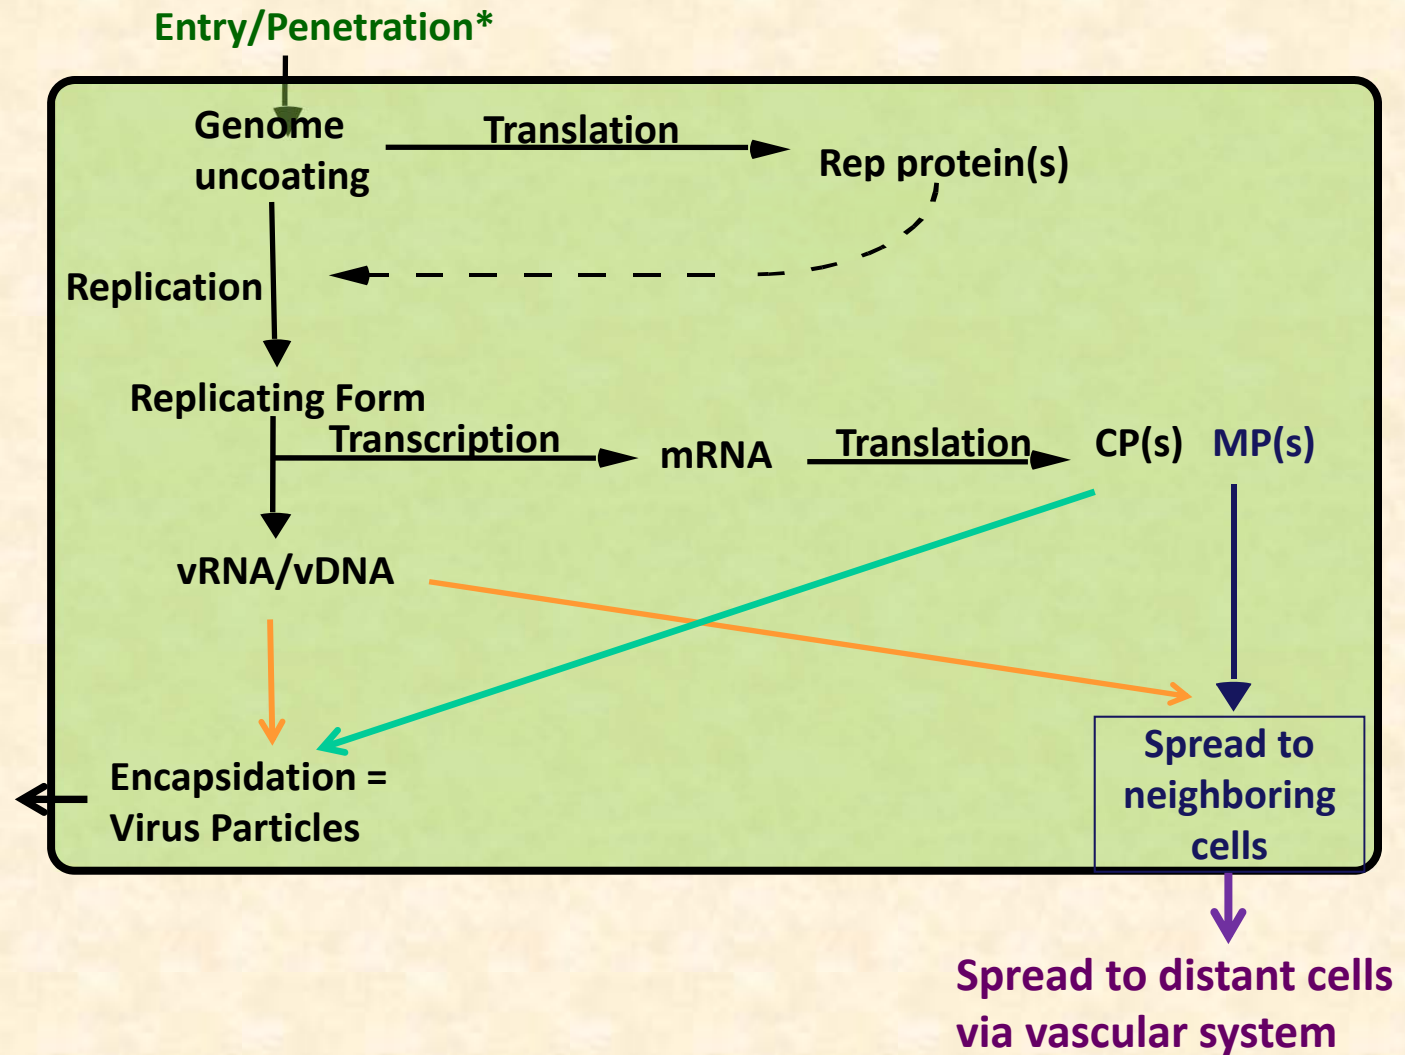 Entry/Penetration*
Genome
uncoating
Translation
Rep protein(s)
Replication
Replicating Form
Transcription
mRNA
Translation
CP(s) MP(s)
vRNA/vDNA
Spread to
neighboring
cells
Encapsidation =
Virus Particles
Spread to distant cells
via vascular system